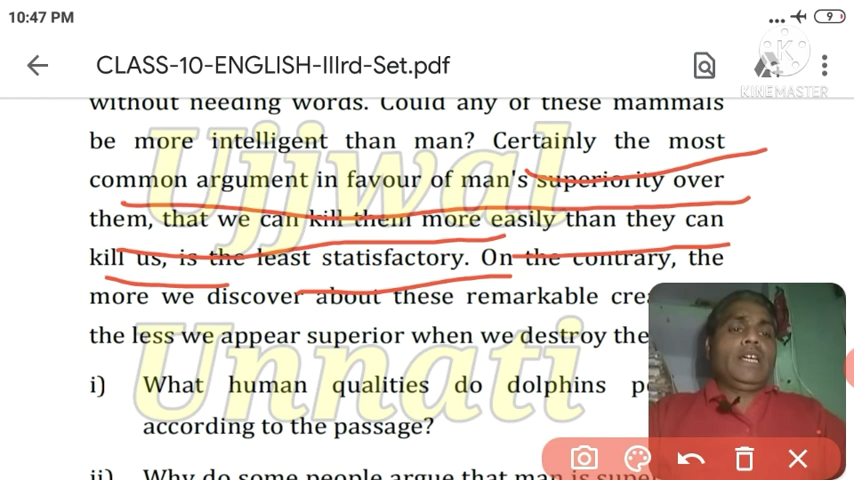 10:47 PM
9
CLASS-10-ENGLISH-IIIrd-Set.pdf
K
KINEMASTER
without needing words. Could any of these mammals
be more intelligent than man? Certainly the most
common argument in favour of man's superiority over
them, that we can kill them more easily than they can
kill us, is the least statisfactory. On the contrary, the
more we discover about these remarkable
the less we appear superior when we destroy
i) What human qualities do dolphins
according to the passage?
ii) Why do some people argue that man is
Ujjwal
Unnati